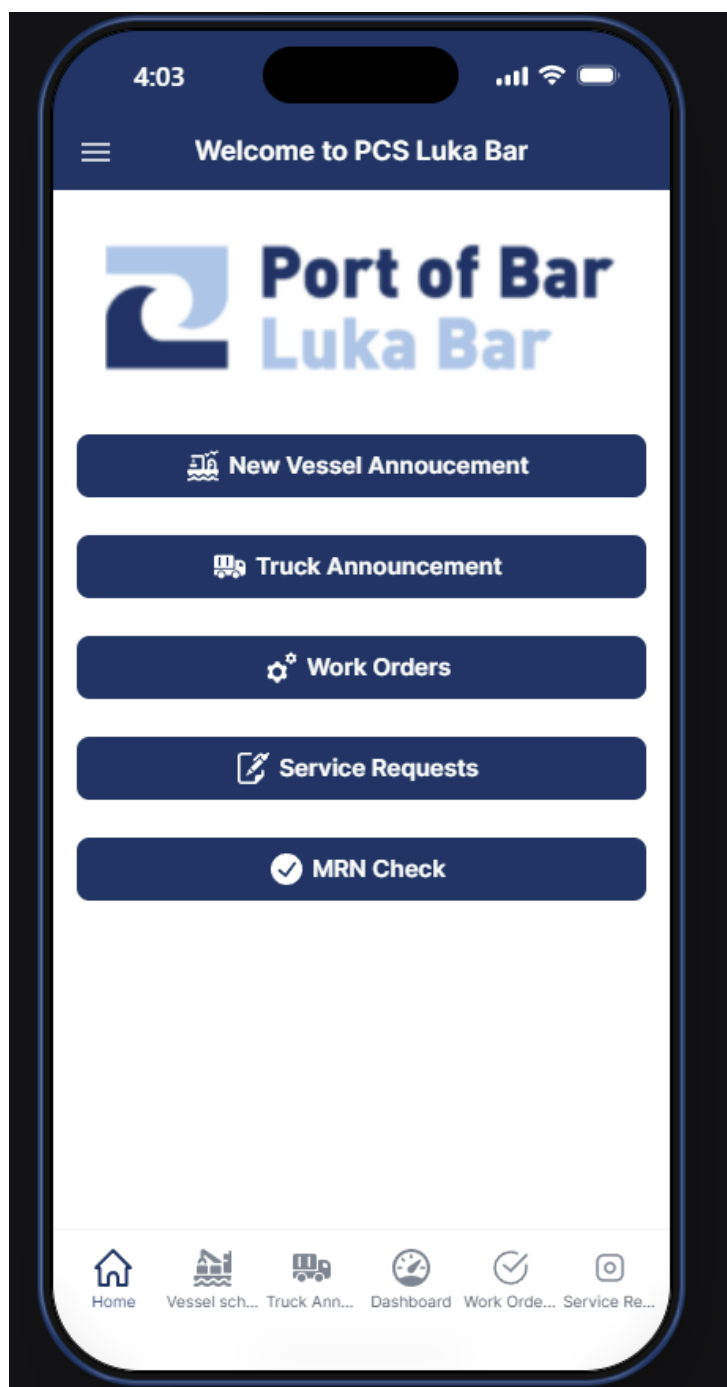 4:03
Welcome to PCS Luka Bar
Port of Bar
Luka Bar
New Vessel Annoucement
Truck Announcement
Work Orders
Service Requests
MRN Check
Home Vessel sch... Truck Ann... Dashboard Work Orde... Service Re...